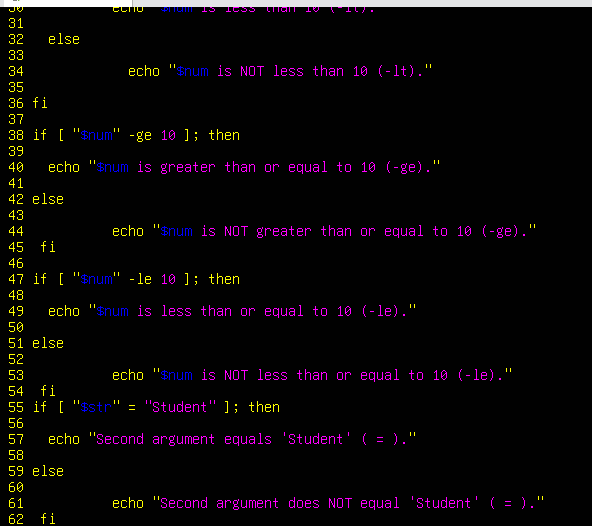 30 echo "$num is less than 10 (-lt)."
31
32 else
33
34 echo "$num is NOT less than 10 (-lt)."
35
36 fi
37
38 if [ "$num" -ge 10 ]; then
39
40 echo "$num is greater than or equal to 10 (-ge)."
41
42 else
43
44 echo "$num is NOT greater than or equal to 10 (-ge)."
45 fi
46
47 if [ "$num" -le 10 ]; then
48
49 echo "$num is less than or equal to 10 (-le)."
50
51 else
52
53 echo "$num is NOT less than or equal to 10 (-le)."
54 fi
55 if [ "$str" = "Student" ]; then
56
57 echo "Second argument equals 'Student' ( = )."
58
59 else
60
61 echo "Second argument does NOT equal 'Student' ( = )."
62 fi